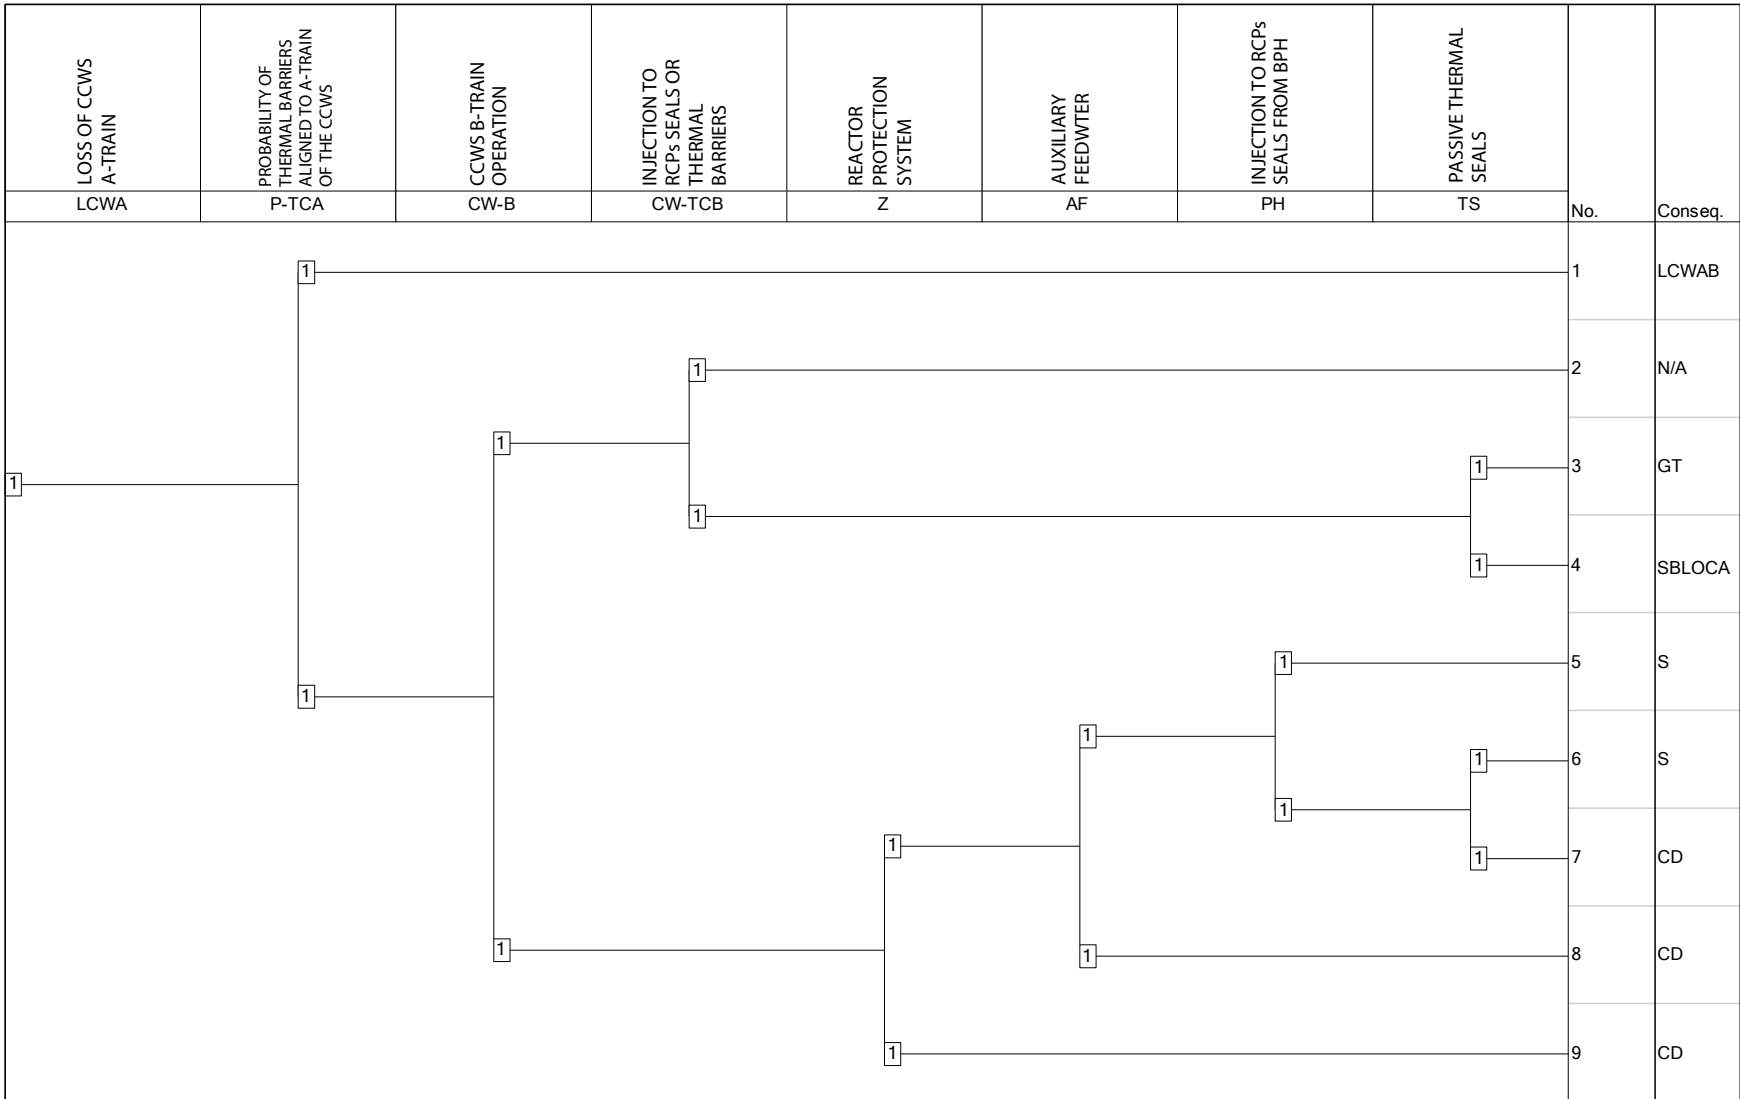 LOSS OF CCWS
A-TRAIN
PROBABILITY OF
THERMAL BARRIERS
ALIGNED TO A-TRAIN
OF THE CCWS
CCWS B-TRAIN
OPERATION
INJECTION TO
RCPs SEALS OR
THERMAL
BARRIERS
REACTOR
PROTECTION
SYSTEM
AUXILIARY
FEEDWTER
INJECTION TO RCPs
SEALS FROM BPH
PASSIVE THERMAL
SEALS
LCWA P-TCA CW-B CW-TCB Z AF PH TS No. Conseq.
1 1 LCWAB
1 2 N/A
1
1 3 GT
1
1
1 4 SBLOCA
1 5 S
1
1
1 6 S
1
1
1 7 CD
1
1 8 CD
1 9 CD